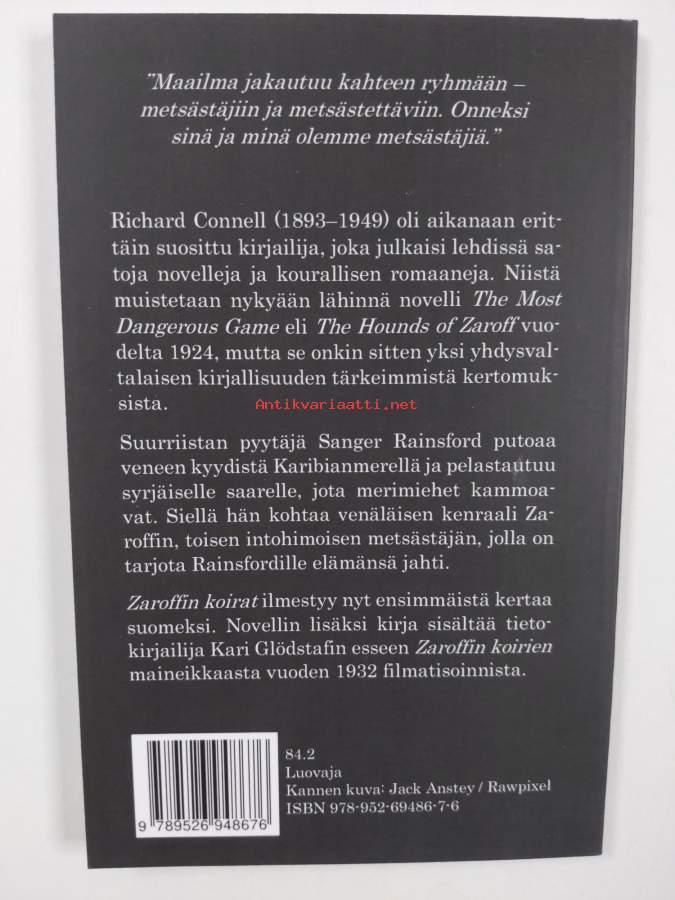 ”Maailma jakautuu kahteen ryhmään –
metsästäjiin ja metsästettäviin. Onneksi
sinä ja minä olemme metsästäjiä.”
Richard Connell (1893–1949) oli aikanaan erit-
täin suosittu kirjailija, joka julkaisi lehdissä sa-
toja novelleja ja kourallisen romaaneja. Niistä
muistetaan nykyään lähinnä novelli The Most
Dangerous Game eli The Hounds of Zaroff vuo-
delta 1924, mutta se onkin sitten yksi yhdysval-
talaisen kirjallisuuden tärkeimmistä kertomuk-
sista.
Antikvariaatti.net
Suurriistan pyytäjä Sanger Rainsford putoaa
veneen kyydistä Karibianmerellä ja pelastautuu
syrjäiselle saarelle, jota merimiehet kammoa-
vat. Siellä hän kohtaa venäläisen kenraali Za-
roffin, toisen intohimoisen metsästäjän, jolla on
tarjota Rainsfordille elämänsä jahti.
Zaroffin koirat ilmestyy nyt ensimmäistä kertaa
suomeksi. Novellin lisäksi kirja sisältää tieto-
kirjailija Kari Glödstafin esseen Zaroffin koirien
maineikkaasta vuoden 1932 filmatisoinnista.
84.2
Luovaja
Kannen kuva: Jack Anstey / Rawpixel
ISBN 978-952-69486-7-6
9 789526 948676